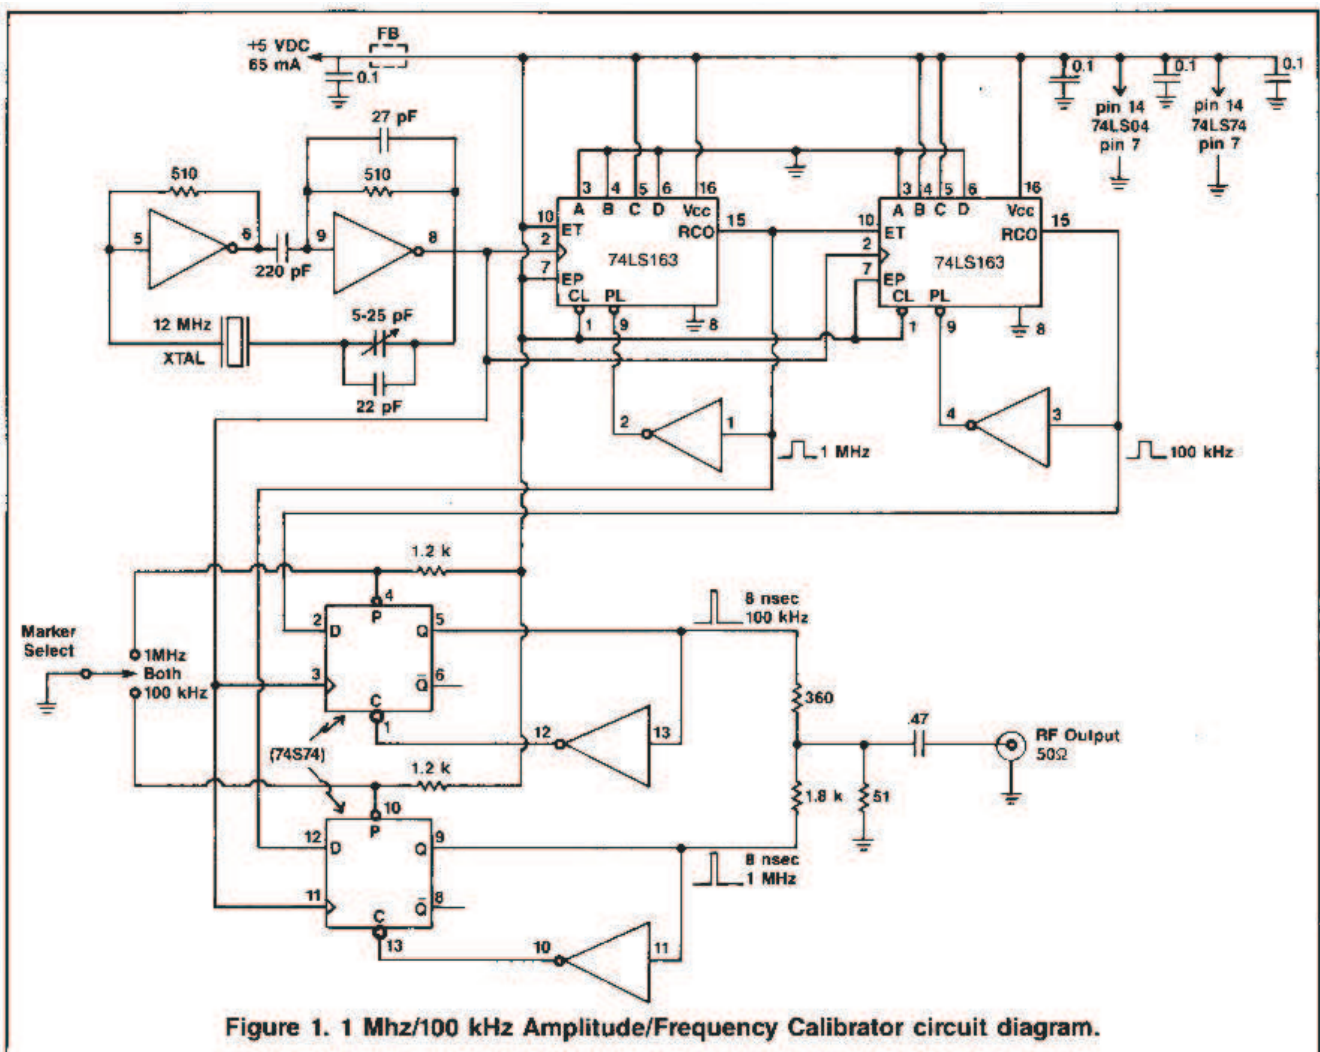 +5 VDC
65 mA
FB
0.1
0.1
0.1
0.1
pin 14
74LS04
pin 7
pin 14
74LS74
pin 7
27 pF
510
510
5
6
9
8
220 pF
12 MHz
XTAL
5-25 pF
22 pF
3
4
5
6
16
A
B
C
D
Vcc
10
ET
RCO
15
2
74LS163
7
EP
CL
PL
1
9
8
3
4
5
6
16
A
B
C
D
Vcc
10
ET
RCO
15
2
74LS163
7
EP
CL
PL
1
9
8
2
1
1 MHz
4
3
100 kHz
1.2 k
4
P
2
D
Q
5
3
Q
6
C
1
8 nsec
100 kHz
Marker
Select
1MHz
Both
100 kHz
(74S74)
12
13
360
.47
RF Output
50Ω
1.8 k
51
1.2 k
10
P
12
D
Q
9
11
Q
8
C
13
8 nsec
1 MHz
10
11
Figure 1. 1 Mhz/100 kHz Amplitude/Frequency Calibrator circuit diagram.